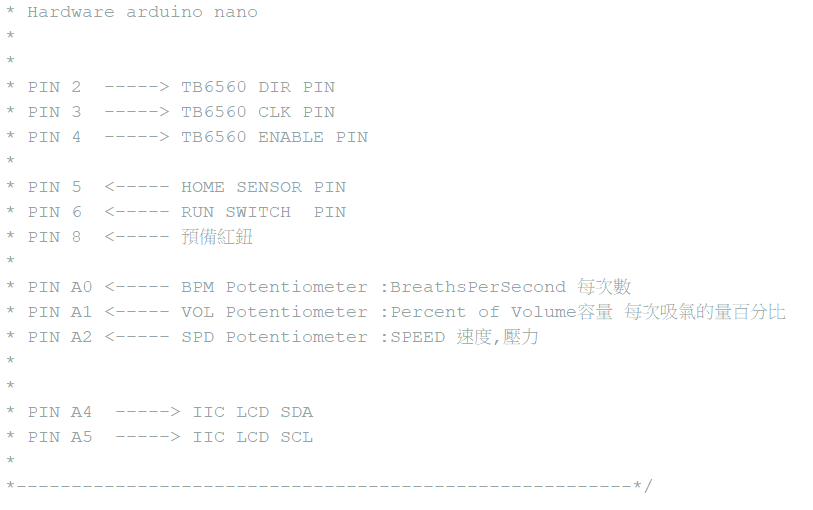 * Hardware arduino nano
*
*
* PIN 2  -----> TB6560 DIR PIN
* PIN 3  -----> TB6560 CLK PIN
* PIN 4  -----> TB6560 ENABLE PIN
*
* PIN 5  <----- HOME SENSOR PIN
* PIN 6  <----- RUN SWITCH  PIN
* PIN 8  <----- 預備紅鈕
*
* PIN A0 <----- BPM Potentiometer :BreathsPerSecond 每次數
* PIN A1 <----- VOL Potentiometer :Percent of Volume容量 每次吸氣的量百分比
* PIN A2 <----- SPD Potentiometer :SPEED 速度,壓力
*
*
* PIN A4  -----> IIC LCD SDA
* PIN A5  -----> IIC LCD SCL
*
*--------------------------------------------------------*/